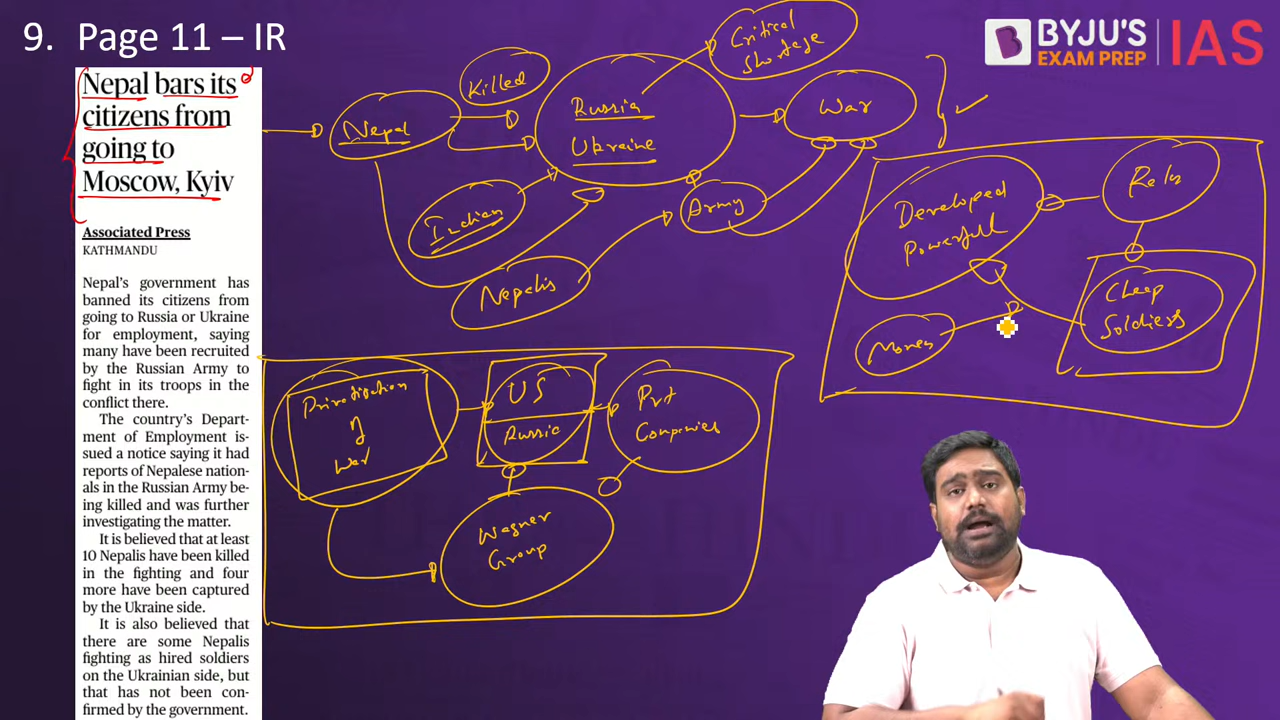 9. Page 11 – IR
BYJU'S
EXAM PREP
IAS
Nepal bars its
citizens from
going to
Moscow, Kyiv
Associated Press
KATHMANDU
Nepal's government has
banned its citizens from
going to Russia or Ukraine
for employment, saying
many have been recruited
by the Russian Army to
fight in its troops in the
conflict there.
The country's Depart-
ment of Employment is-
sued a notice saying it had
reports of Nepalese nation-
als in the Russian Army be-
ing killed and was further
investigating the matter.
It is believed that at least
10 Nepalis have been killed
in the fighting and four
more have been captured
by the Ukraine side.
It is also believed that
there are some Nepalis
fighting as hired soldiers
on the Ukrainian side, but
that has not been con-
firmed by the government.
Nepal
Killed
Russia
Ukraine
Critical
shortage
War
Indian
Nepalis
Army
Developed
Powerful
Cheap
Soldiers
Money
Privatization
of
War
US
Russia
Pvt
Companies
Wagner
Group